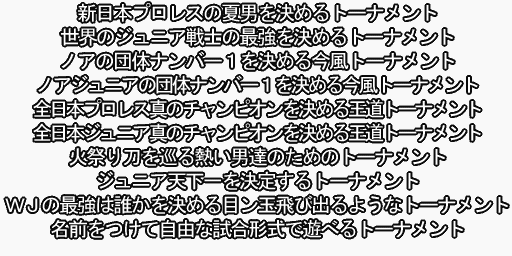 新日本プロレスの夏男を決めるトーナメント
世界のジュニア戦士の最強を決めるトーナメント
ノアの団体ナンバー１を決める今風トーナメント
ノアジュニアの団体ナンバー１を決める今風トーナメント
全日本プロレス真のチャンピオンを決める王道トーナメント
全日本ジュニア真のチャンピオンを決める王道トーナメント
火祭り刀を巡る熱い男達のためのトーナメント
ジュニア天下一を決定するトーナメント
ＷＪの最強は誰かを決める目ン玉飛び出るようなトーナメント
名前をつけて自由な試合形式で遊べるトーナメント